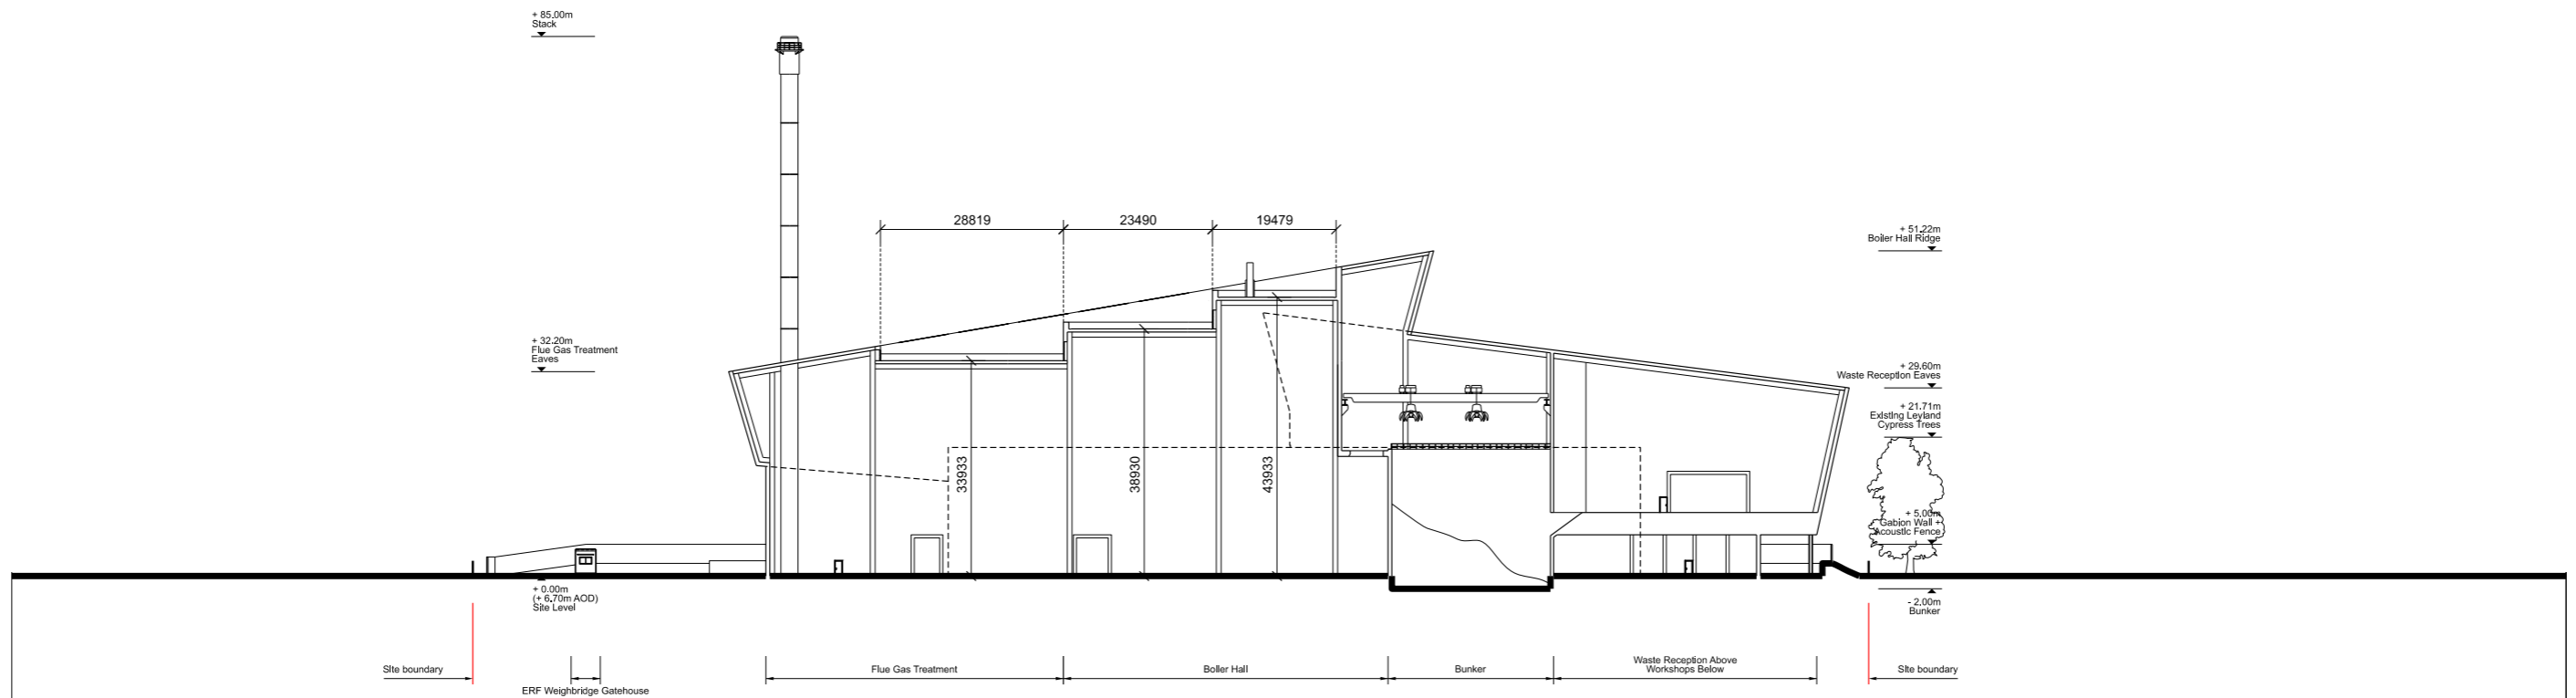 + 85.00m
Stack
28819
23490
19479
+ 51.22m
Boiler Hall Ridge
+ 32.20m
Flue Gas Treatment
Eaves
+ 29.60m
Waste Reception Eaves
+ 21.71m
Existing Leyland
Cypress Trees
33933
38930
43933
+ 5.00m
Gabion Wall +
Acoustic Fence
+ 0.00m
(+ 6.70m AOD)
Site Level
- 2.00m
Bunker
Site boundary
ERF Weighbridge Gatehouse
Flue Gas Treatment
Boiler Hall
Bunker
Waste Reception Above
Workshops Below
Site boundary